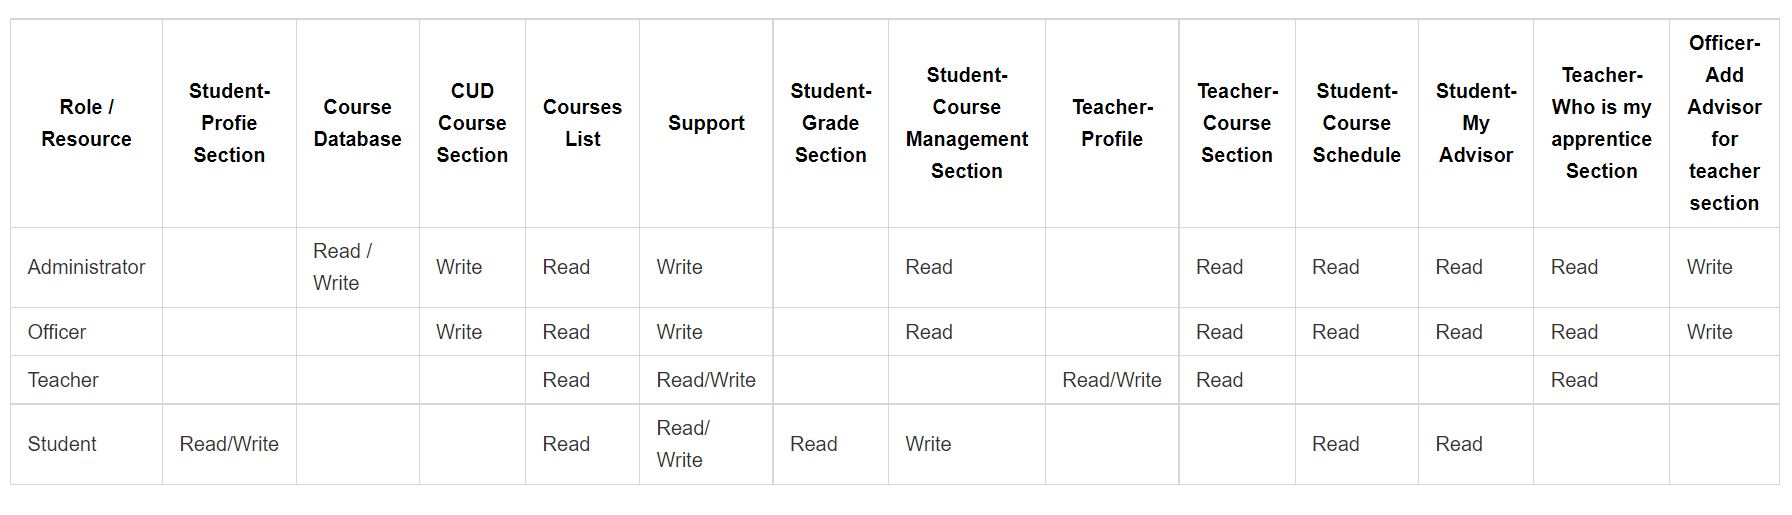 Role / Resource | Student-Profie Section | Course Database | CUD Course Section | Courses List | Support | Student-Grade Section | Student-Course Management Section | Teacher-Profile | Teacher-Course Section | Student-Course Schedule | Student-My Advisor | Teacher-Who is my apprentice Section | Officer-Add Advisor for teacher section
Administrator | | Read / Write | Write | Read | Write | | Read | | Read | Read | Read | Read | Write
Officer | | | Write | Read | Write | | Read | | Read | Read | Read | Read | Write
Teacher | | | | Read | Read/Write | | | Read/Write | Read | | | Read |
Student | Read/Write | | | Read | Read/ Write | Read | Write | | | Read | Read | |